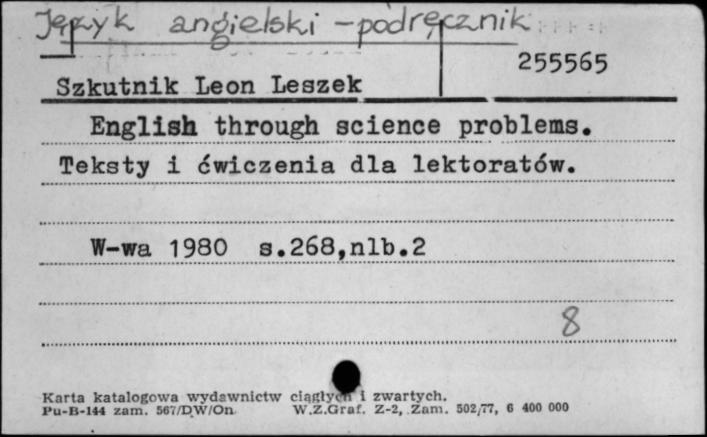 Język angielski - podręcznik
255565
Szkutnik Leon Leszek
English through science problems.
Teksty i ćwiczenia dla lektoratów.
W-wa 1980 s.268,nlb.2
8
Karta katalogowa wydawnictw ciągłych i zwartych.
Pu-B-144 zam. 567/DW/On. W.Z.Graf. Z-2, Zam. 502/77, 6 400 000